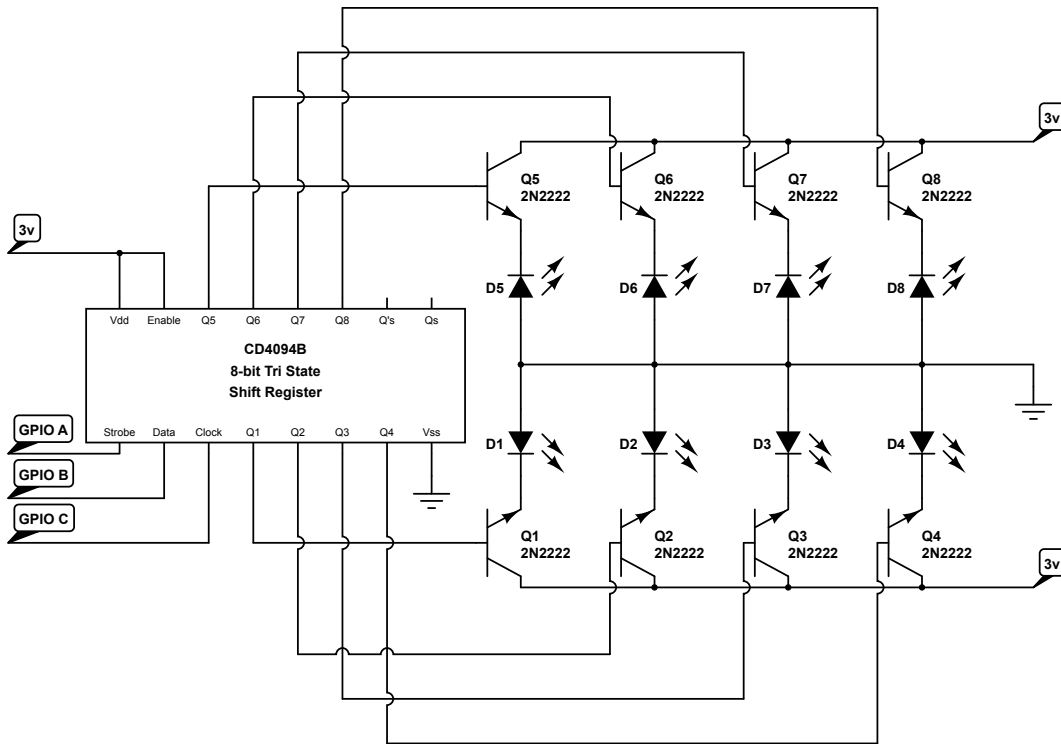 3v
Q5
2N2222
Q6
2N2222
Q7
2N2222
Q8
2N2222
3v
D5
D6
D7
D8
Vdd Enable Q5 Q6 Q7 Q8 Q's Qs
CD4094B
8-bit Tri State
Shift Register
Strobe Data Clock Q1 Q2 Q3 Q4 Vss
GPIO A
GPIO B
GPIO C
D1
D2
D3
D4
Q1
2N2222
Q2
2N2222
Q3
2N2222
Q4
2N2222
3v